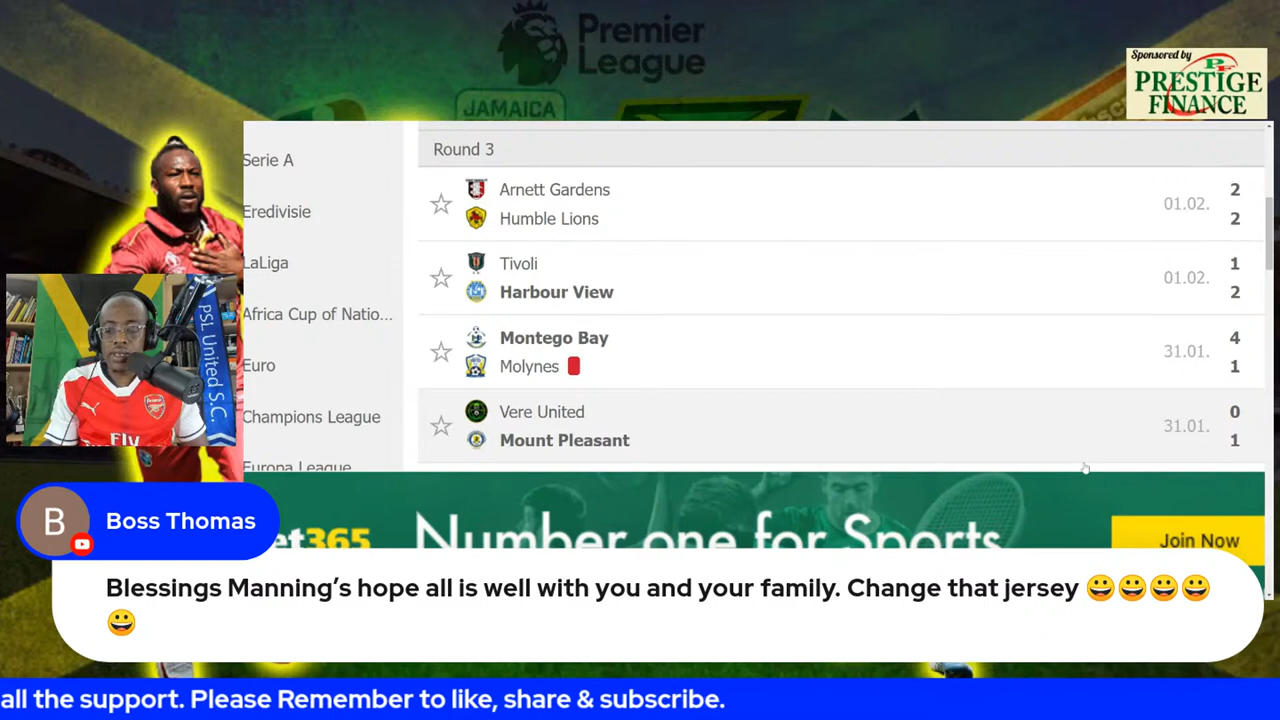 Premier
League
JAMAICA
Sponsored by
PF
PRESTIGE
FINANCE
Serie A
Eredivisie
LaLiga
Africa Cup of Natio...
Euro
Champions League
Europa League
Round 3
Arnett Gardens 01.02. 2
Humble Lions 2
Tivoli 01.02. 1
Harbour View 2
Montego Bay 31.01. 4
Molynes 1
Vere United 31.01. 0
Mount Pleasant 1
PSL United S.C.
Fly
et365 Number one for Sports Join Now
B Boss Thomas
Blessings Manning’s hope all is well with you and your family. Change that jersey 😀😀😀😀
😀
all the support. Please Remember to like, share & subscribe.